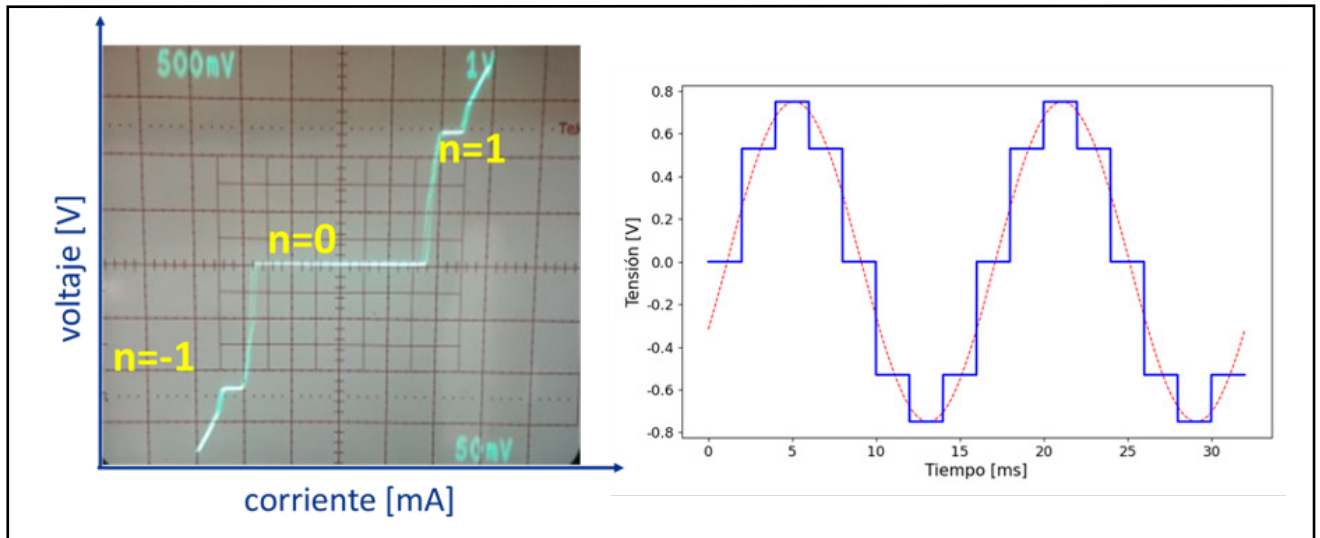 500mV
1V
n=1
n=0
n=-1
50mV
voltaje [V]
corriente [mA]
0.8
0.6
0.4
0.2
0.0
-0.2
-0.4
-0.6
-0.8
Tensión [V]
0 5 10 15 20 25 30
Tiempo [ms]